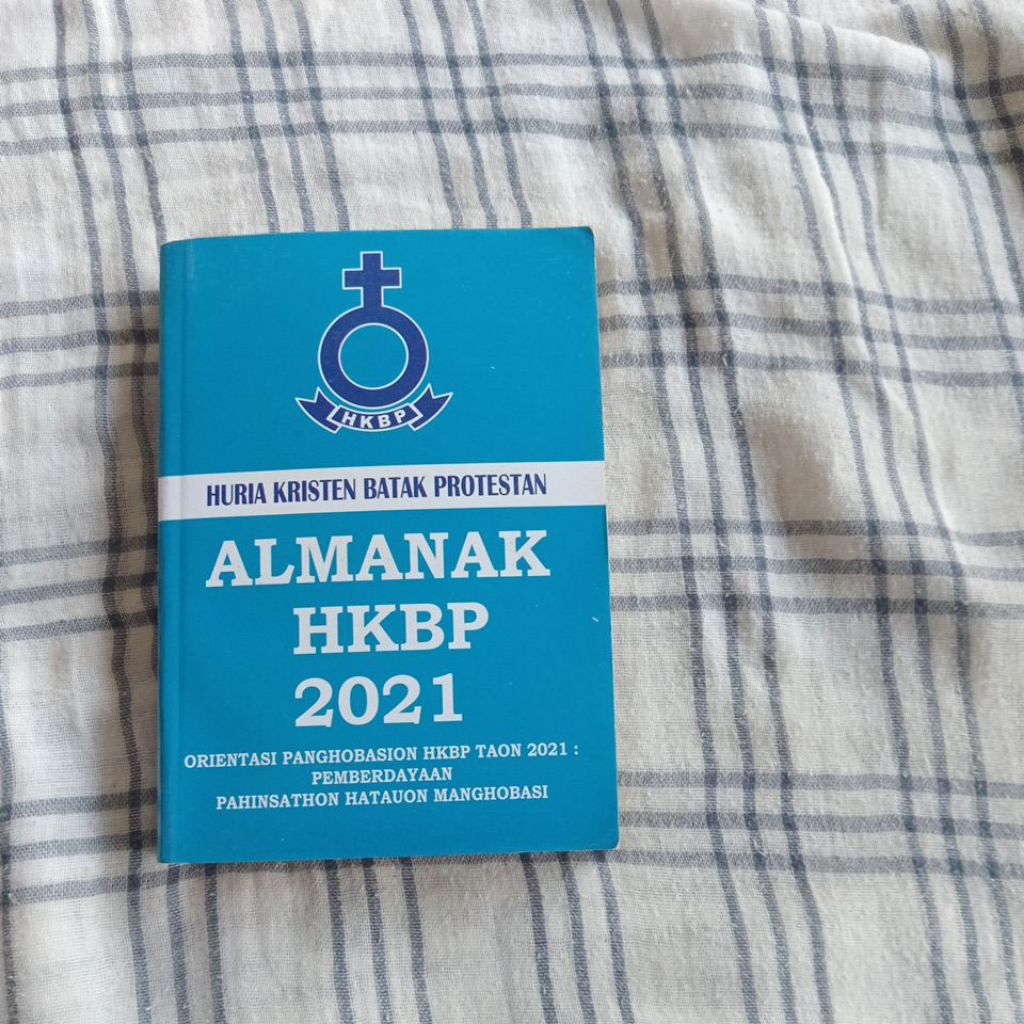 HKBP
HURIA KRISTEN BATAK PROTESTAN
ALMANAK
HKBP
2021
ORIENTASI PANGHOBASION HKBP TAON 2021 :
PEMBERDAYAAN
PAHINSATHON HATAUON MANGHOBASI